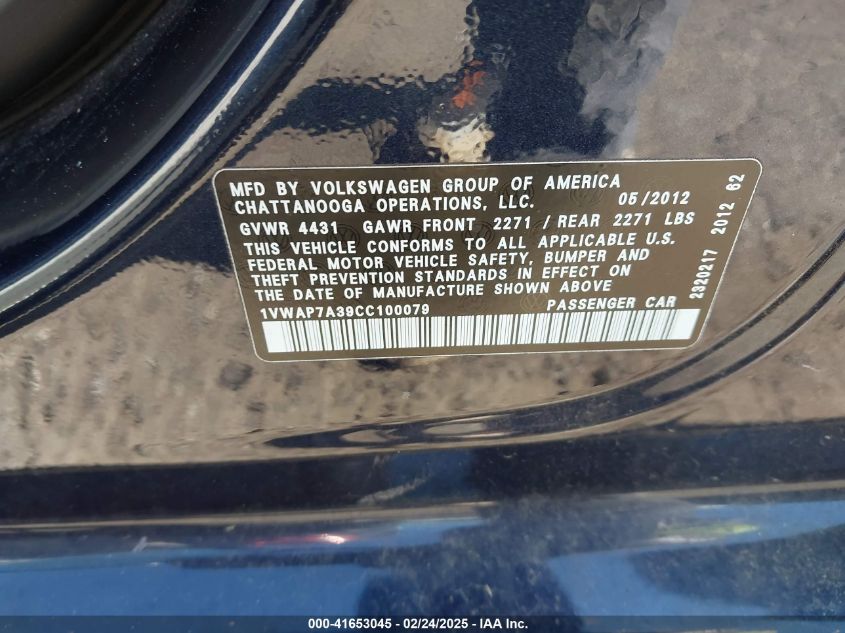 MFD BY VOLKSWAGEN GROUP OF AMERICA
CHATTANOOGA OPERATIONS, LLC. 05/2012
GVWR 4431 GAWR FRONT 2271 / REAR 2271 LBS
THIS VEHICLE CONFORMS TO ALL APPLICABLE U.S.
FEDERAL MOTOR VEHICLE SAFETY, BUMPER AND
THEFT PREVENTION STANDARDS IN EFFECT ON
THE DATE OF MANUFACTURE SHOWN ABOVE
1VWAP7A39CC100079 PASSENGER CAR
2320217 2012 62
000-41653045 - 02/24/2025 - IAA Inc.